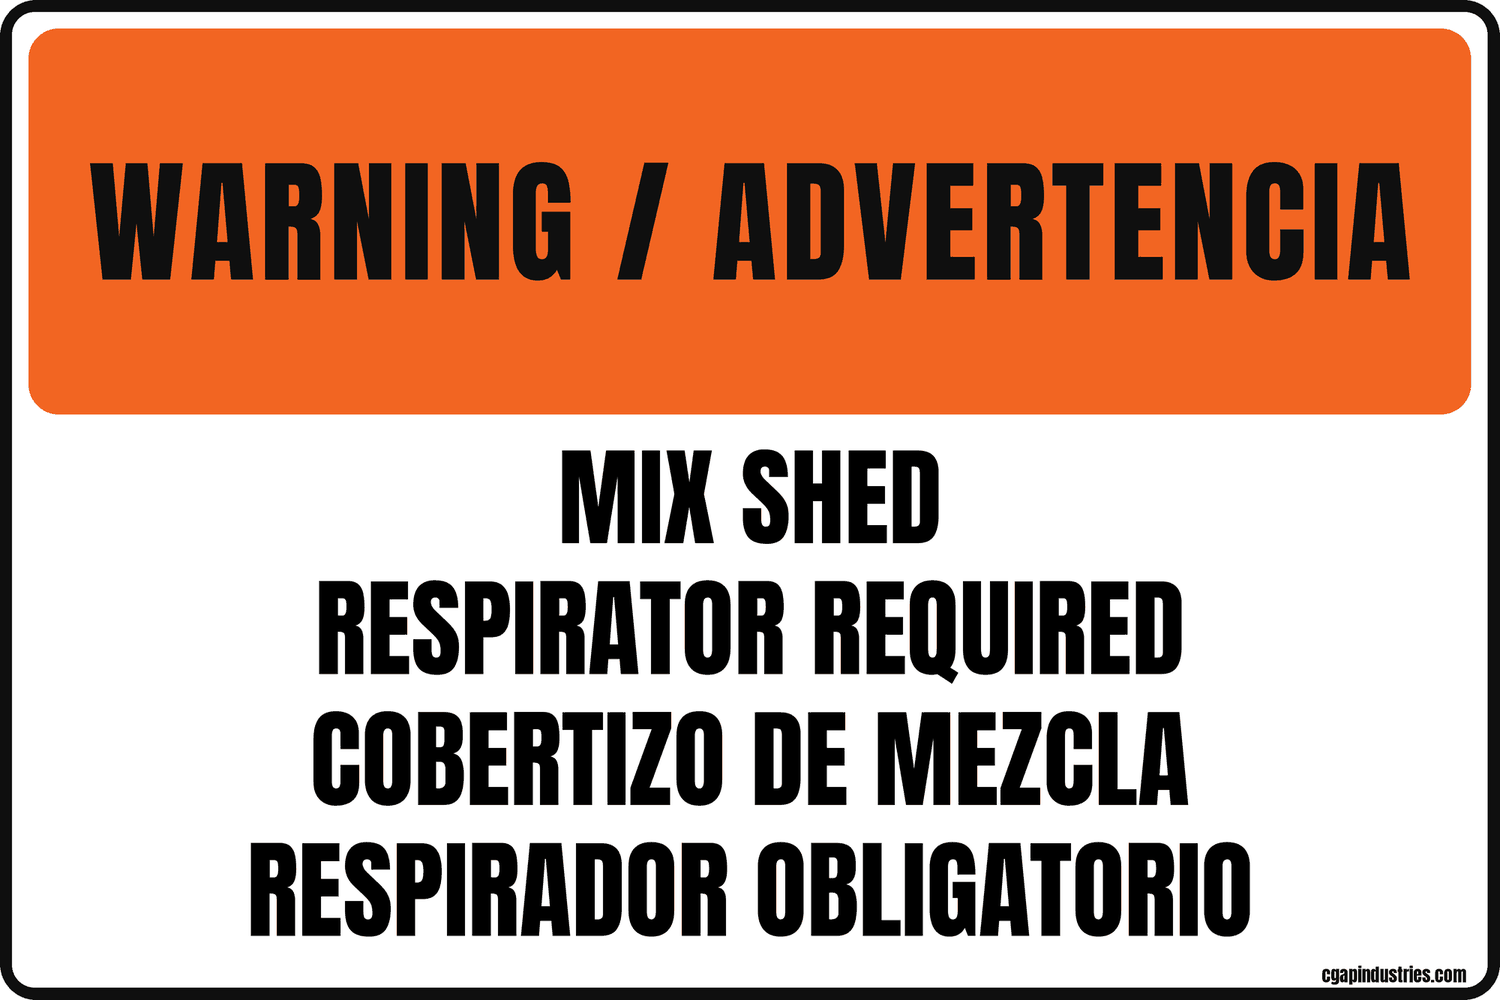 WARNING / ADVERTENCIA
MIX SHED
RESPIRATOR REQUIRED
COBERTIZO DE MEZCLA
RESPIRADOR OBLIGATORIO
cgapindustries.com